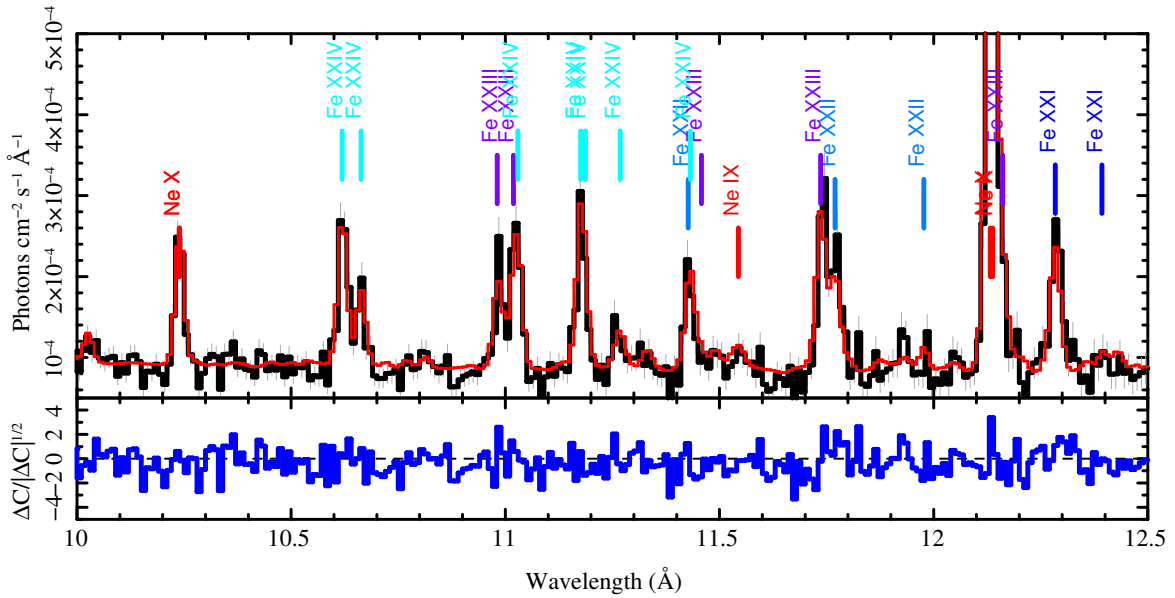 5×10⁻⁴
4×10⁻⁴
3×10⁻⁴
2×10⁻⁴
10⁻⁴
Photons cm⁻² s⁻¹ Å⁻¹
Ne X
Fe XXIV
Fe XXIV
Fe XXIII
Fe XXIII
Fe XXIV
Fe XXIV
Fe XXIV
Fe XXIV
Fe XXII
Fe XXIV
Fe XXIII
Ne IX
Fe XXIII
Fe XXII
Fe XXII
Ne X
Ne X
Fe XXIII
Fe XXI
Fe XXI
4
2
0
−2
−4
ΔC/|ΔC|¹ᐟ²
10 10.5 11 11.5 12 12.5
Wavelength (Å)